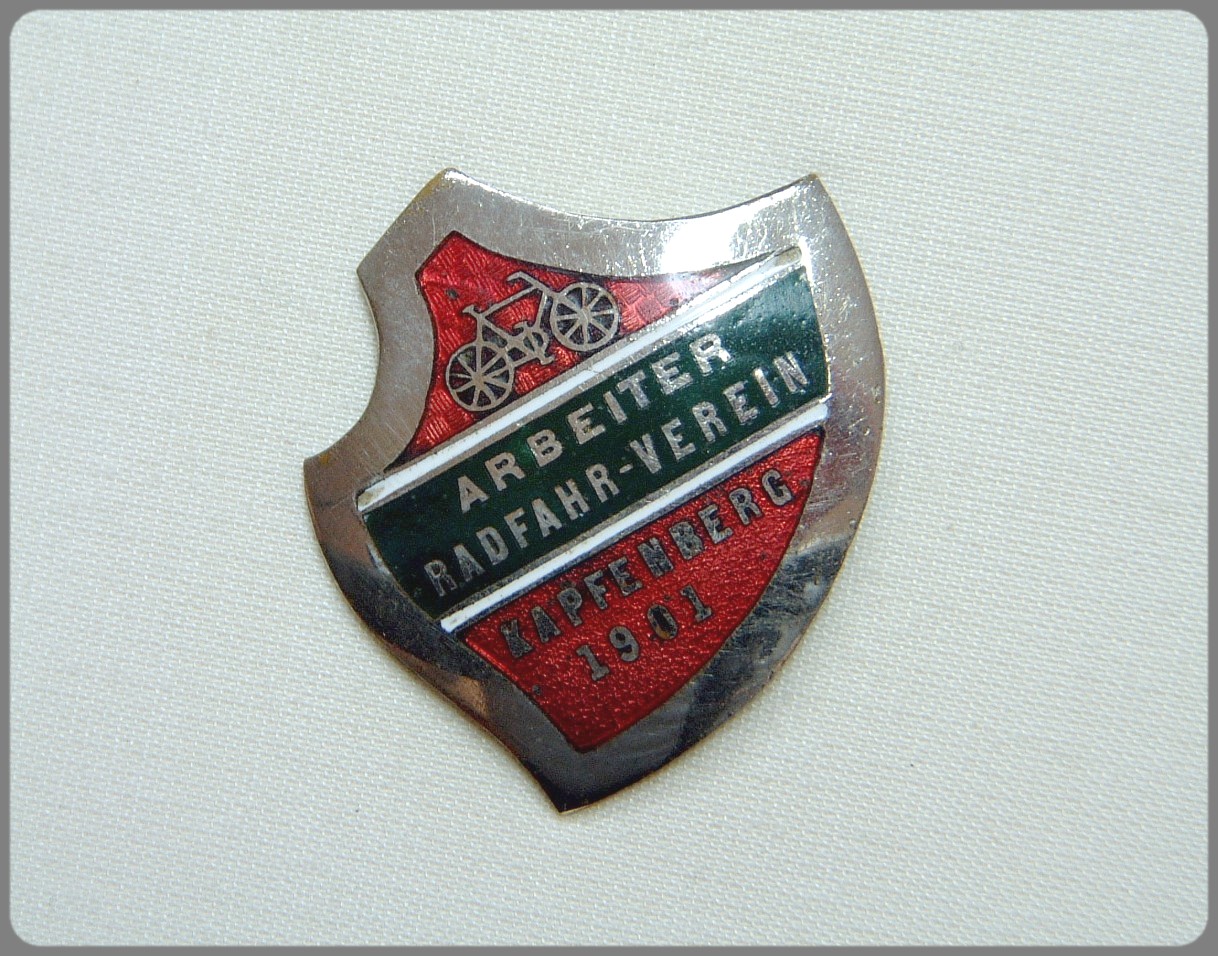 ARBEITER
RADFAHR-VEREIN
KAPFENBERG
1901